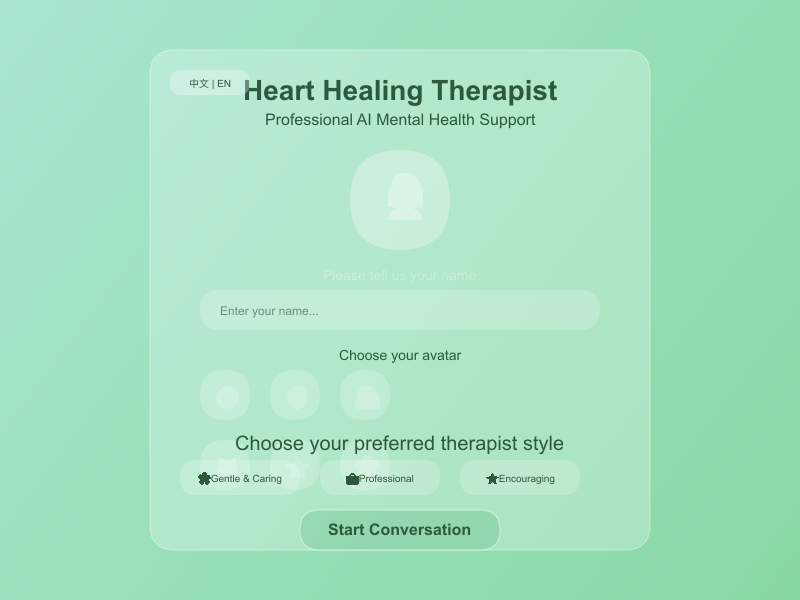 中文 | EN
Heart Healing Therapist
Professional AI Mental Health Support
Please tell us your name
Enter your name...
Choose your avatar
Choose your preferred therapist style
Gentle & Caring
Professional
Encouraging
Start Conversation